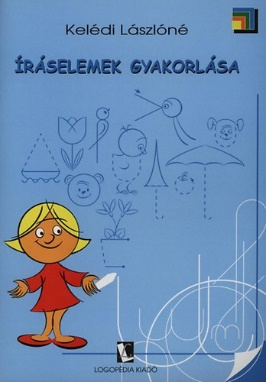 Kelédi Lászlóné
ÍRÁSELEMEK GYAKORLÁSA
LOGOPÉDIA KIADÓ